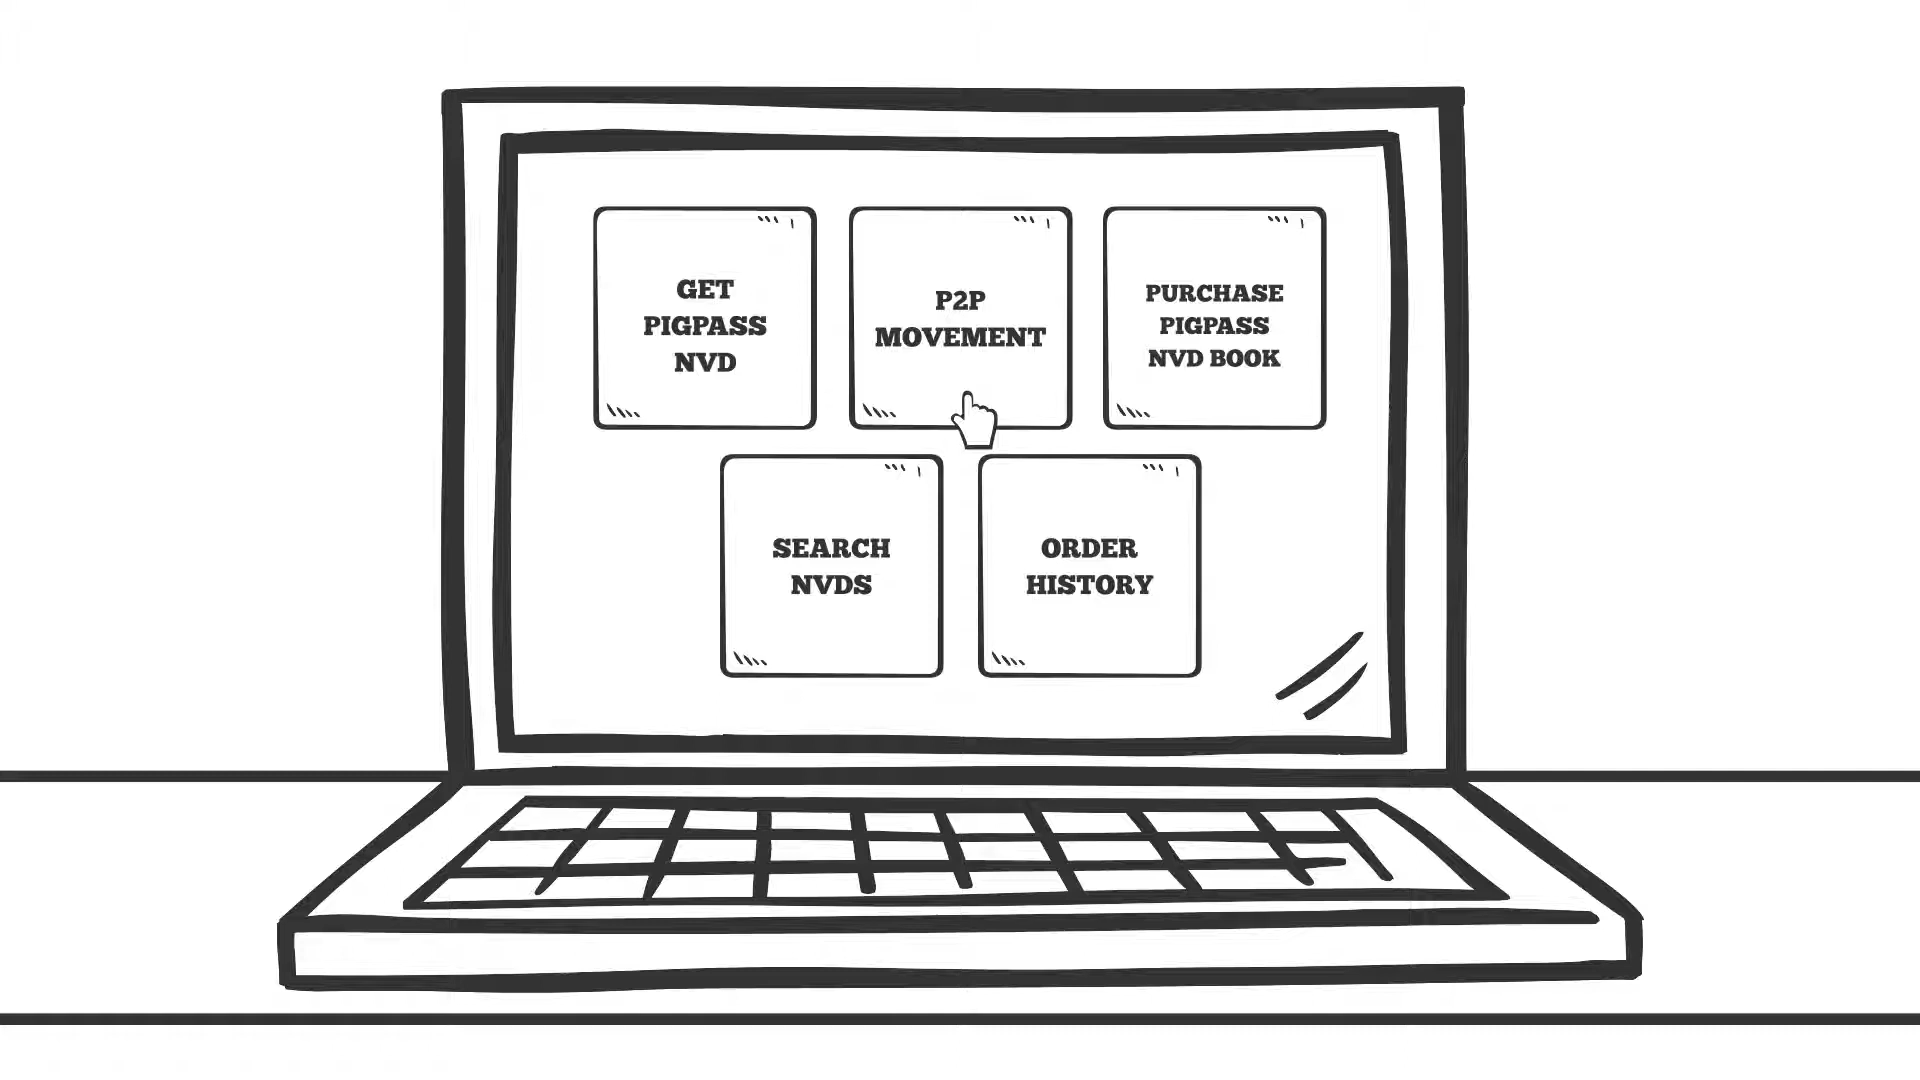 GET
PIGPASS
NVD
P2P
MOVEMENT
PURCHASE
PIGPASS
NVD BOOK
SEARCH
NVDS
ORDER
HISTORY